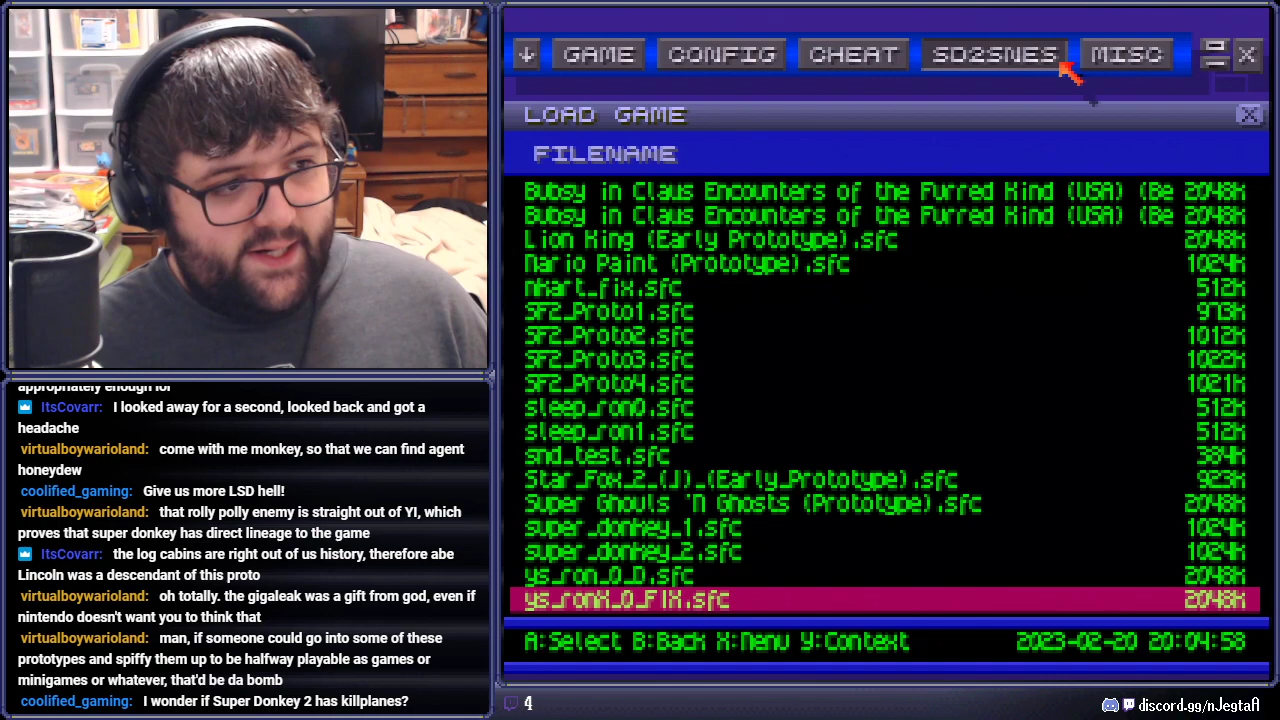 appropriately enough lol
ItsCovarr: I looked away for a second, looked back and got a
headache
virtualboywarioland: come with me monkey, so that we can find agent
honeydew
coolified_gaming: Give us more LSD hell!
virtualboywarioland: that rolly polly enemy is straight out of YI, which
proves that super donkey has direct lineage to the game
ItsCovarr: the log cabins are right out of us history, therefore abe
Lincoln was a descendant of this proto
virtualboywarioland: oh totally. the gigaleak was a gift from god, even if
nintendo doesn't want you to think that
virtualboywarioland: man, if someone could go into some of these
prototypes and spiffy them up to be halfway playable as games or
minigames or whatever, that'd be da bomb
coolified_gaming: I wonder if Super Donkey 2 has killplanes?
GAME CONFIG CHEAT SD2SNES MISC
LOAD GAME
FILENAME
Bubsy in Claus Encounters of the Furred Kind (USA) (Be 2048k
Bubsy in Claus Encounters of the Furred Kind (USA) (Be 2048k
Lion King (Early Prototype).sfc 2048k
Mario Paint (Prototype).sfc 1024k
mkart_fix.sfc 512k
SF2_Proto1.sfc 973k
SF2_Proto2.sfc 1012k
SF2_Proto3.sfc 1022k
SF2_Proto4.sfc 1021k
sleep_rom0.sfc 512k
sleep_rom1.sfc 512k
snd_test.sfc 384k
Star_Fox_2_(J)_(Early_Prototype).sfc 923k
Super Ghouls 'N Ghosts (Prototype).sfc 2048k
super_donkey_1.sfc 1024k
super_donkey_2.sfc 1024k
ys_rom_0_D.sfc 2048k
ys_romX_0_FIX.sfc 2048k
A:Select B:Back X:Menu Y:Context 2023-02-20 20:04:58
4
discord.gg/nJegtaA